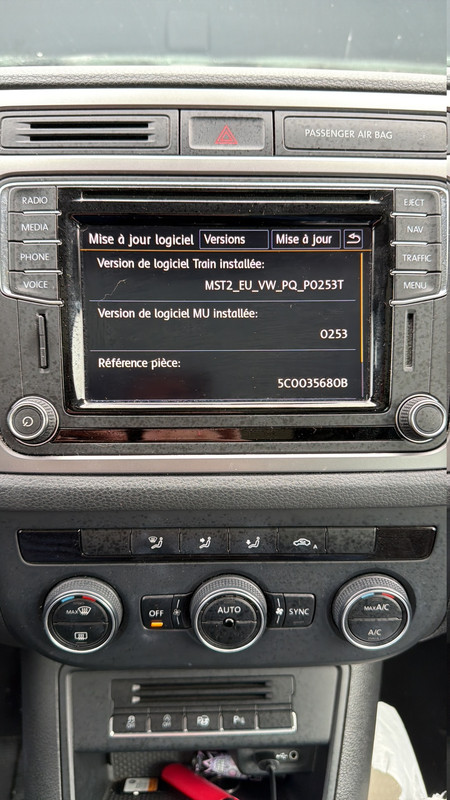 PASSENGER AIR BAG
RADIO
MEDIA
PHONE
VOICE
EJECT
NAV
TRAFFIC
MENU
Mise à jour logiciel Versions Mise à jour
Version de logiciel Train installée:
MST2_EU_VW_PQ_P0253T
Version de logiciel MU installée:
0253
Référence pièce:
5C0035680B
A
MAX
OFF AUTO SYNC
MAX A/C
A/C
OFF